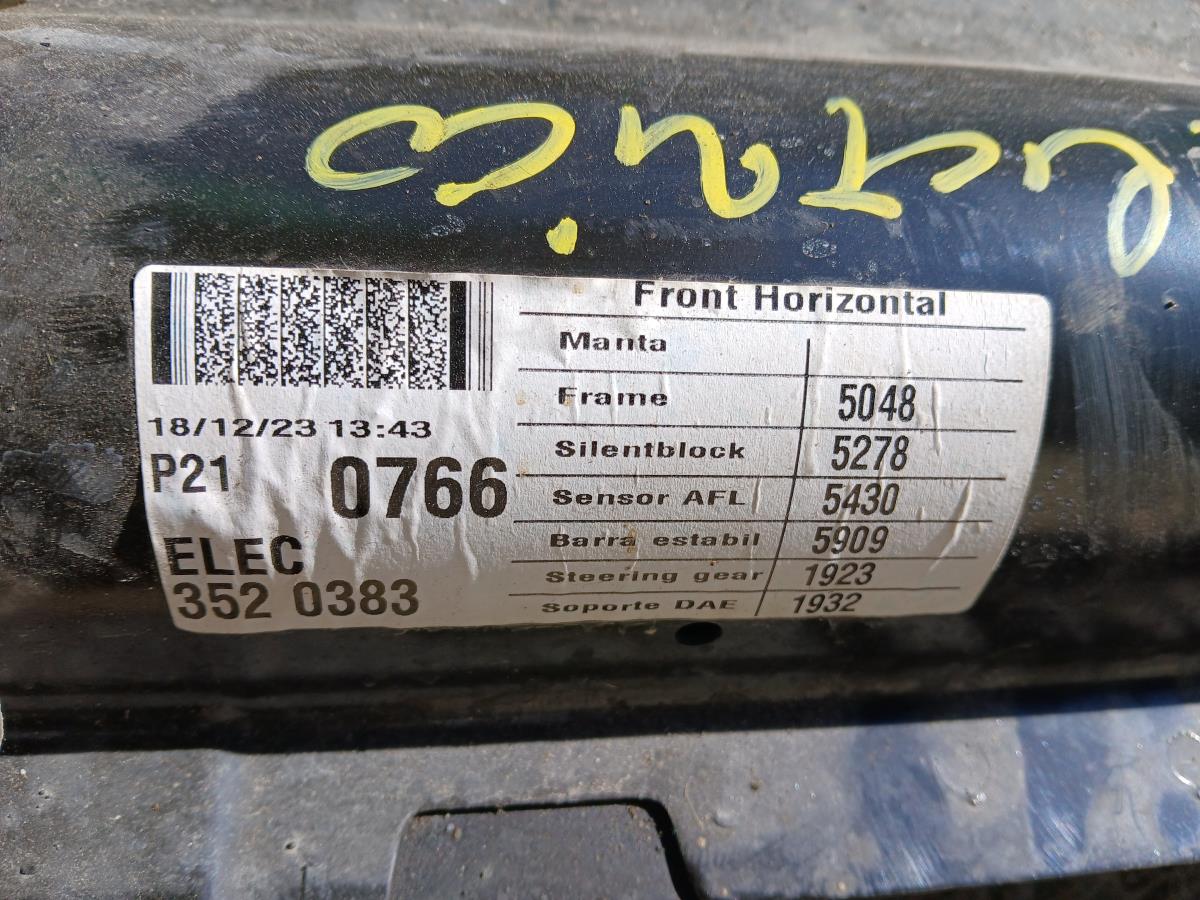 18/12/23 13:43
P21 0766
ELEC
352 0383
Front Horizontal
Manta
Frame 5048
Silentblock 5278
Sensor AFL 5430
Barra estabil 5909
Steering gear 1923
Soporte DAE 1932